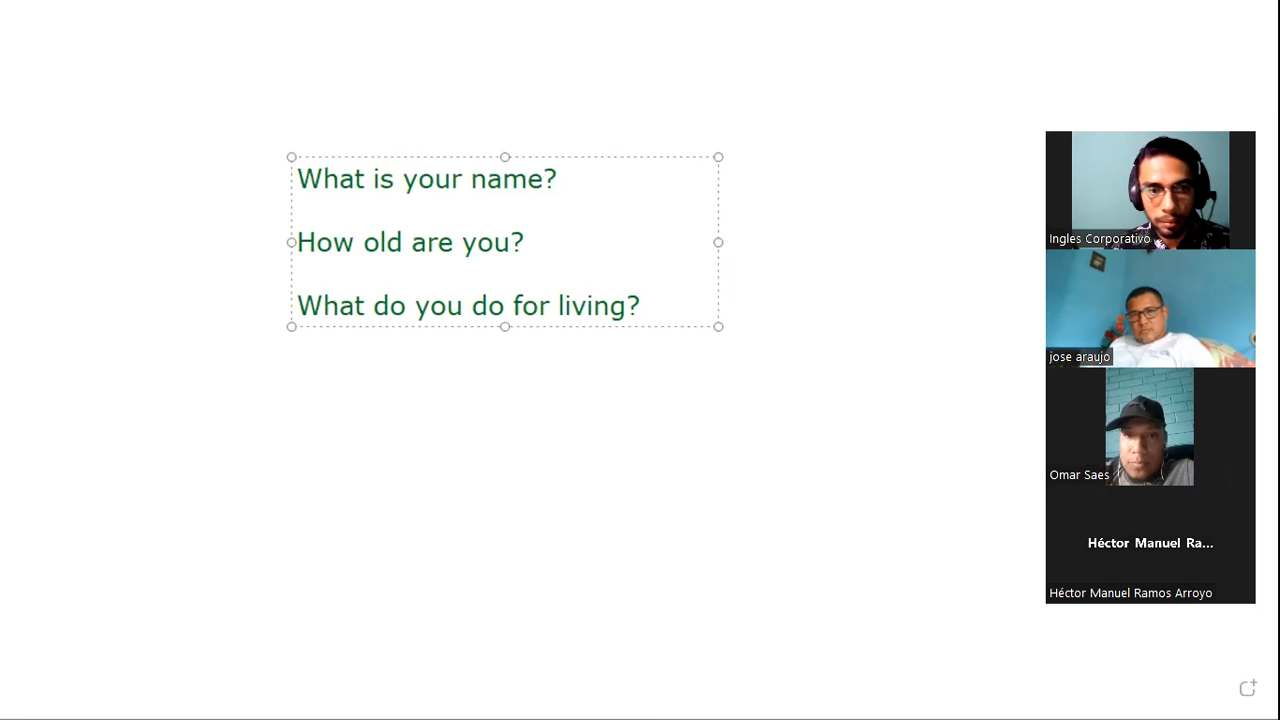 What is your name?
How old are you?
What do you do for living?
Ingles Corporativo
jose araujo
Omar Saes
Héctor Manuel Ra...
Héctor Manuel Ramos Arroyo